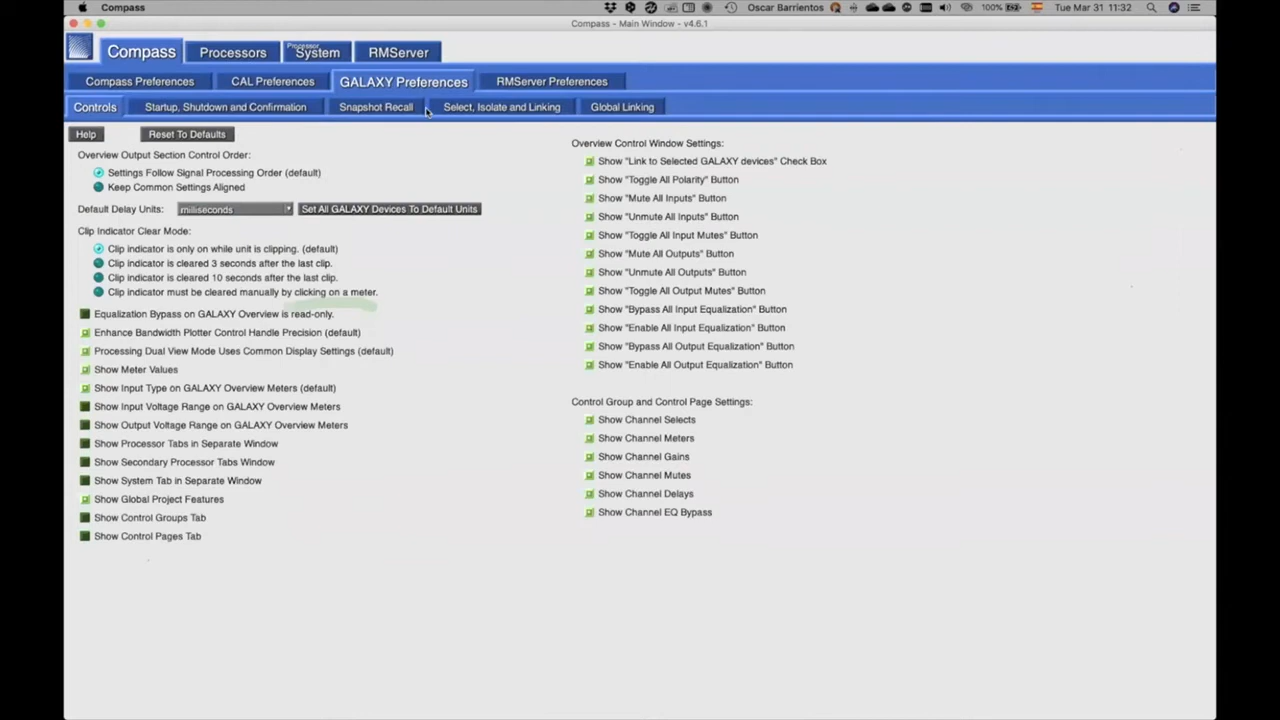 Compass
Oscar Barrientos
100%
Tue Mar 31 11:32
Compass - Main Window - v4.6.1
Compass
Processors
Processor
System
RMServer
Compass Preferences
CAL Preferences
GALAXY Preferences
RMServer Preferences
Controls
Startup, Shutdown and Confirmation
Snapshot Recall
Select, Isolate and Linking
Global Linking
Help
Reset To Defaults
Overview Output Section Control Order:
Settings Follow Signal Processing Order (default)
Keep Common Settings Aligned
Default Delay Units:
milliseconds
Set All GALAXY Devices To Default Units
Clip Indicator Clear Mode:
Clip indicator is only on while unit is clipping. (default)
Clip indicator is cleared 3 seconds after the last clip.
Clip indicator is cleared 10 seconds after the last clip.
Clip indicator must be cleared manually by clicking on a meter.
Equalization Bypass on GALAXY Overview is read-only.
Enhance Bandwidth Plotter Control Handle Precision (default)
Processing Dual View Mode Uses Common Display Settings (default)
Show Meter Values
Show Input Type on GALAXY Overview Meters (default)
Show Input Voltage Range on GALAXY Overview Meters
Show Output Voltage Range on GALAXY Overview Meters
Show Processor Tabs in Separate Window
Show Secondary Processor Tabs Window
Show System Tab in Separate Window
Show Global Project Features
Show Control Groups Tab
Show Control Pages Tab
Overview Control Window Settings:
Show "Link to Selected GALAXY devices" Check Box
Show "Toggle All Polarity" Button
Show "Mute All Inputs" Button
Show "Unmute All Inputs" Button
Show "Toggle All Input Mutes" Button
Show "Mute All Outputs" Button
Show "Unmute All Outputs" Button
Show "Toggle All Output Mutes" Button
Show "Bypass All Input Equalization" Button
Show "Enable All Input Equalization" Button
Show "Bypass All Output Equalization" Button
Show "Enable All Output Equalization" Button
Control Group and Control Page Settings:
Show Channel Selects
Show Channel Meters
Show Channel Gains
Show Channel Mutes
Show Channel Delays
Show Channel EQ Bypass